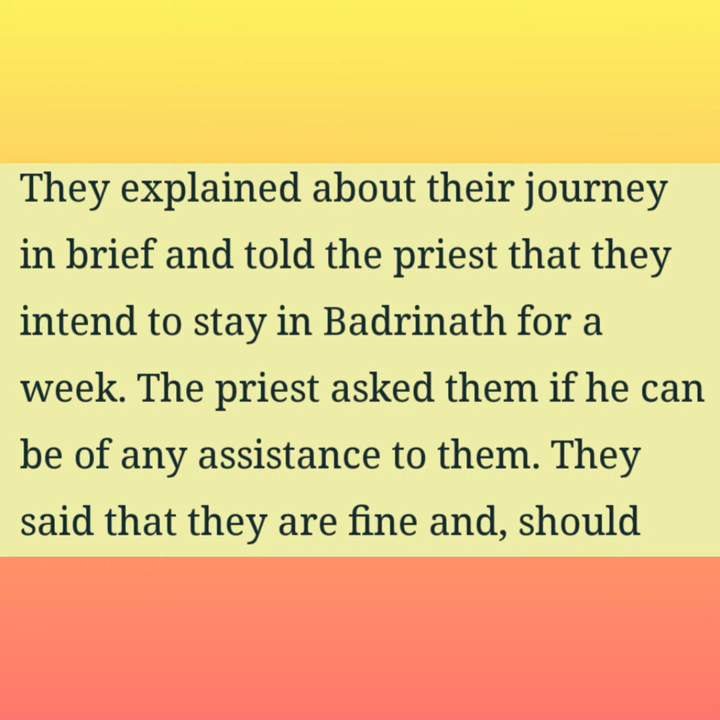 They explained about their journey
in brief and told the priest that they
intend to stay in Badrinath for a
week. The priest asked them if he can
be of any assistance to them. They
said that they are fine and, should